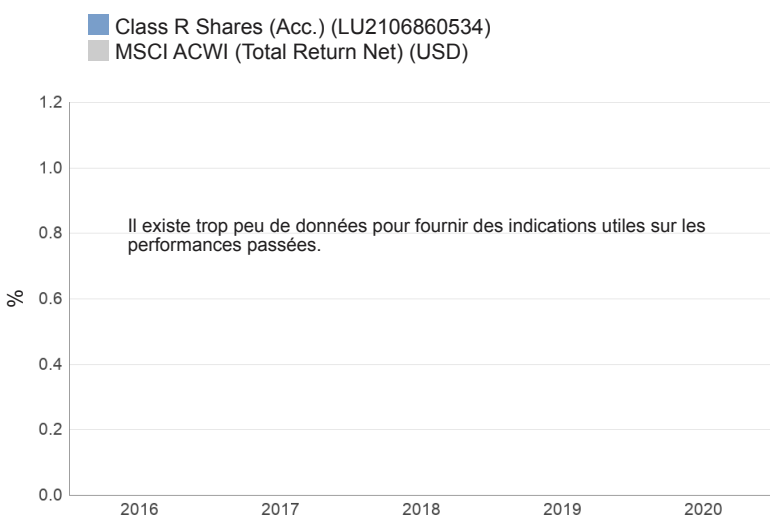 Class R Shares (Acc.) (LU2106860534)
MSCI ACWI (Total Return Net) (USD)
1.2
1.0
Il existe trop peu de données pour fournir des indications utiles sur les
0.8
performances passées.
%
0.6
0.4
0.2
0.0
2016 2017 2018 2019 2020